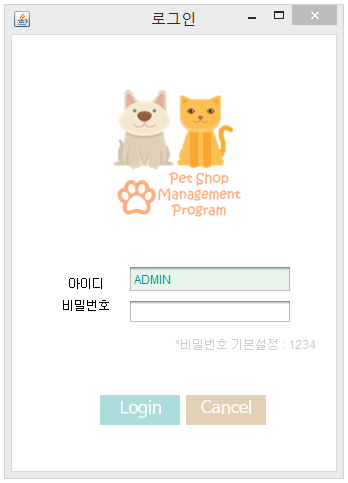 로그인
Pet Shop
Management
Program
아이디
ADMIN
비밀번호
*비밀번호 기본설정 : 1234
Login
Cancel